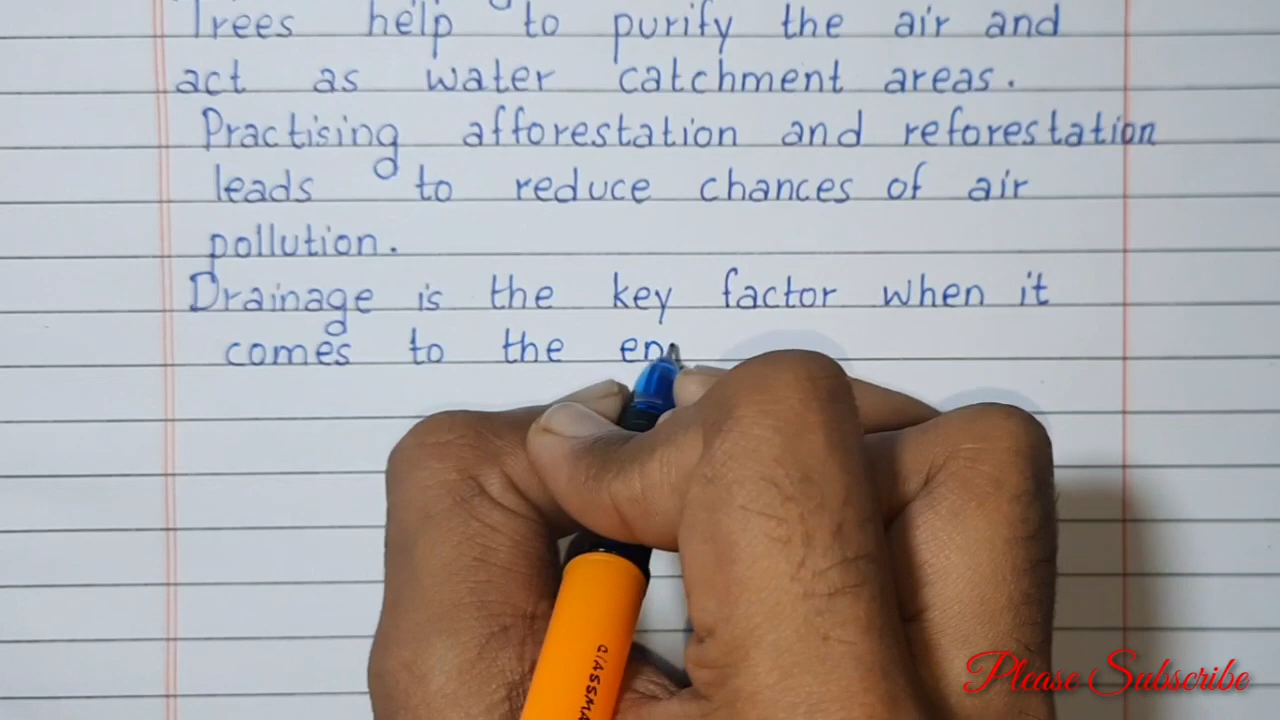 Trees help to purify the air and
act as water catchment areas.
Practising afforestation and reforestation
leads to reduce chances of air
pollution.
Drainage is the key factor when it
comes to the en
Please Subscribe